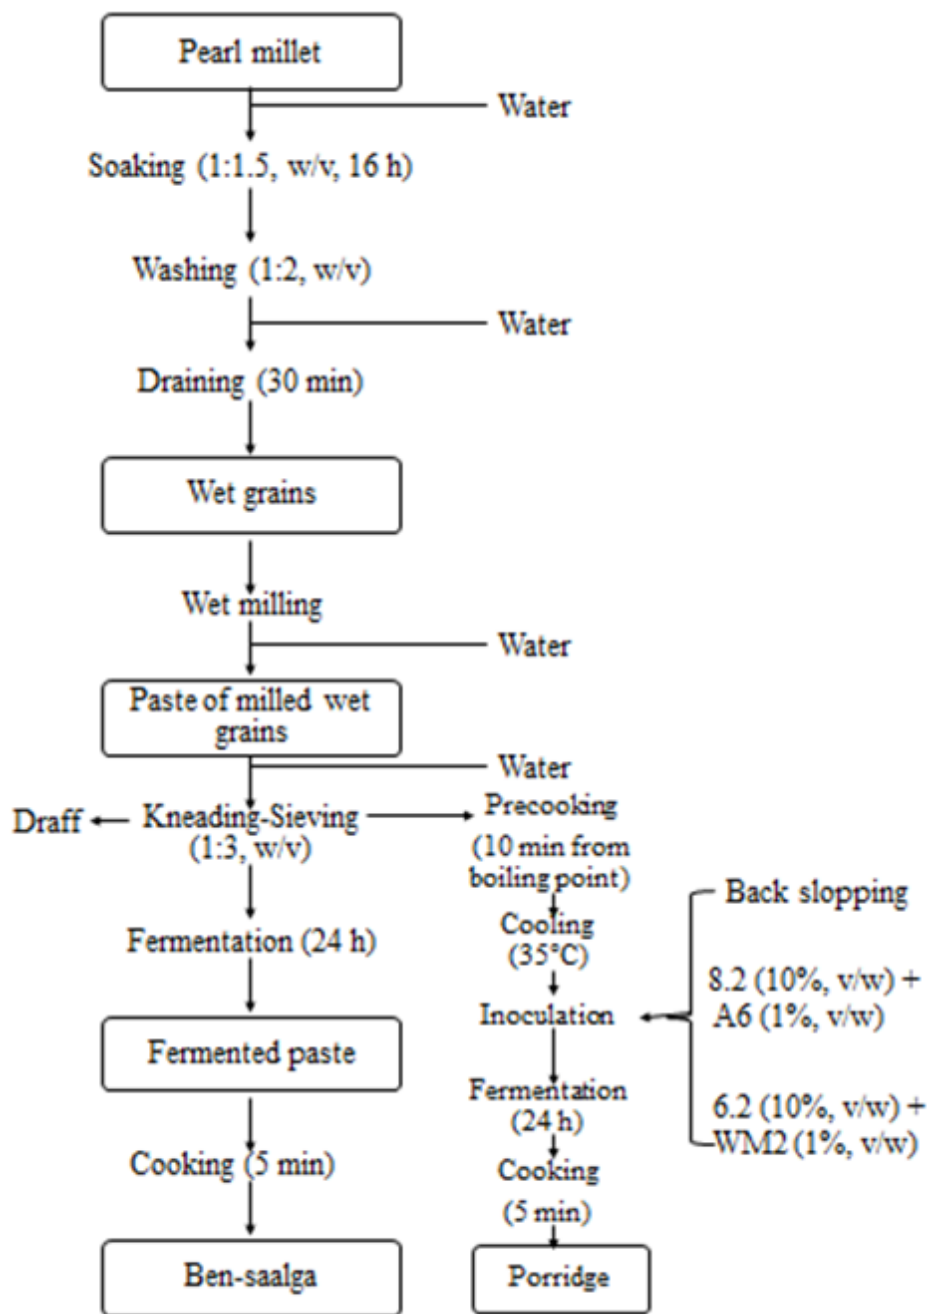 Pearl millet
Water
Soaking (1:1.5, w/v, 16 h)
Washing (1:2, w/v)
Water
Draining (30 min)
Wet grains
Wet milling
Water
Paste of milled wet
grains
Water
Draff
Kneading-Sieving
(1:3, w/v)
Fermentation (24 h)
Fermented paste
Cooking (5 min)
Ben-saalga
Precooking
(10 min from
boiling point)
Cooling
(35°C)
Inoculation
Fermentation
(24 h)
Cooking
(5 min)
Porridge
Back slopping
8.2 (10%, v/w) +
A6 (1%, v/w)
6.2 (10%, v/w) +
WM2 (1%, v/w)